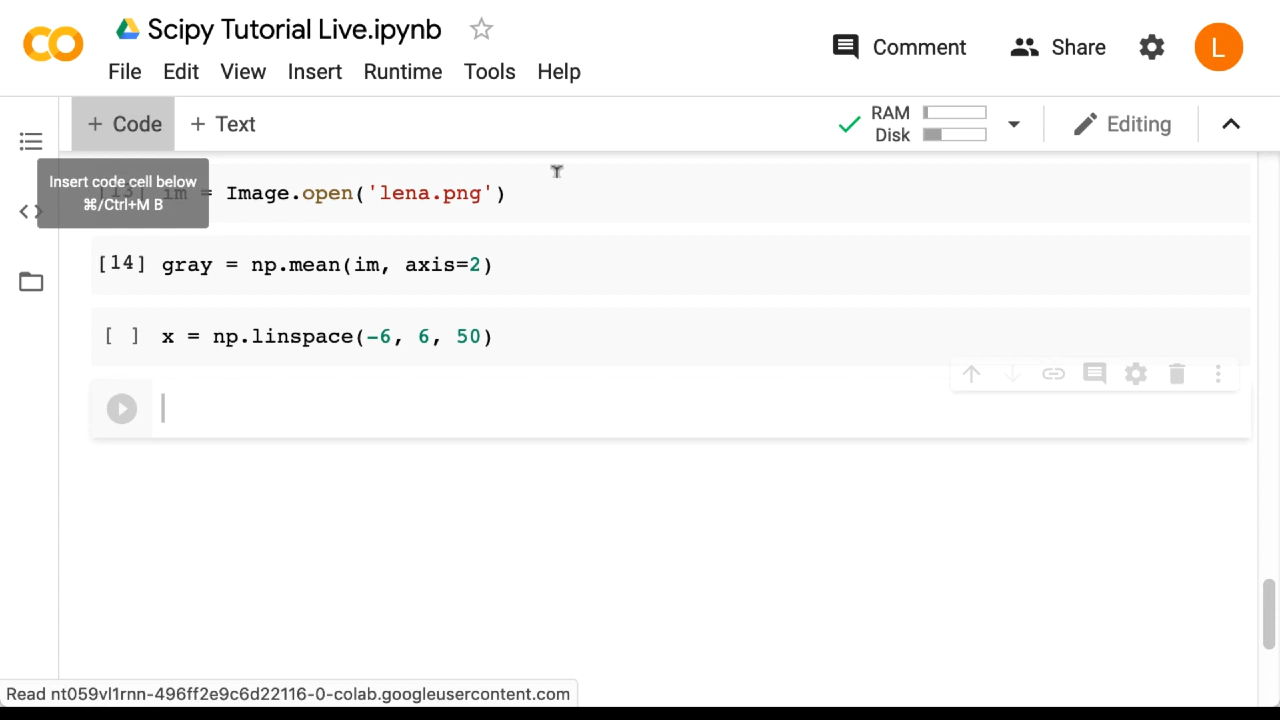 Scipy Tutorial Live.ipynb
Comment
Share
L
File Edit View Insert Runtime Tools Help
+ Code
+ Text
RAM
Disk
Editing
Insert code cell below
⌘/Ctrl+M B
im = Image.open('lena.png')
[14] gray = np.mean(im, axis=2)
[ ] x = np.linspace(-6, 6, 50)
Read nt059vl1rnn-496ff2e9c6d22116-0-colab.googleusercontent.com